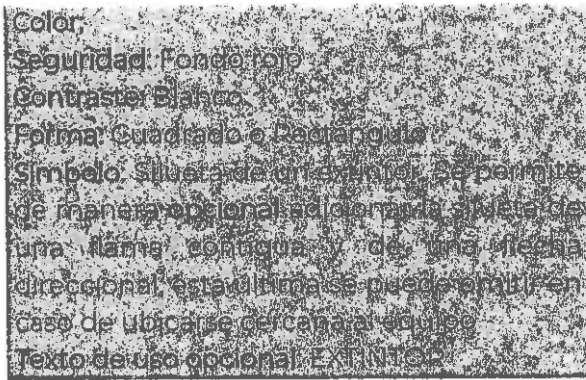 Color;
Seguridad: Fondo rojo
Contraste: Blanco
Forma: Cuadrado o Rectángulo
Símbolo: Silueta de un extintor. Se permite
de manera opcional adicionar la silueta de
una flama contigua y de una flecha
direccional, esta última se puede omitir en
caso de ubicarse cercana al equipo
Texto de uso opcional: EXTINTOR